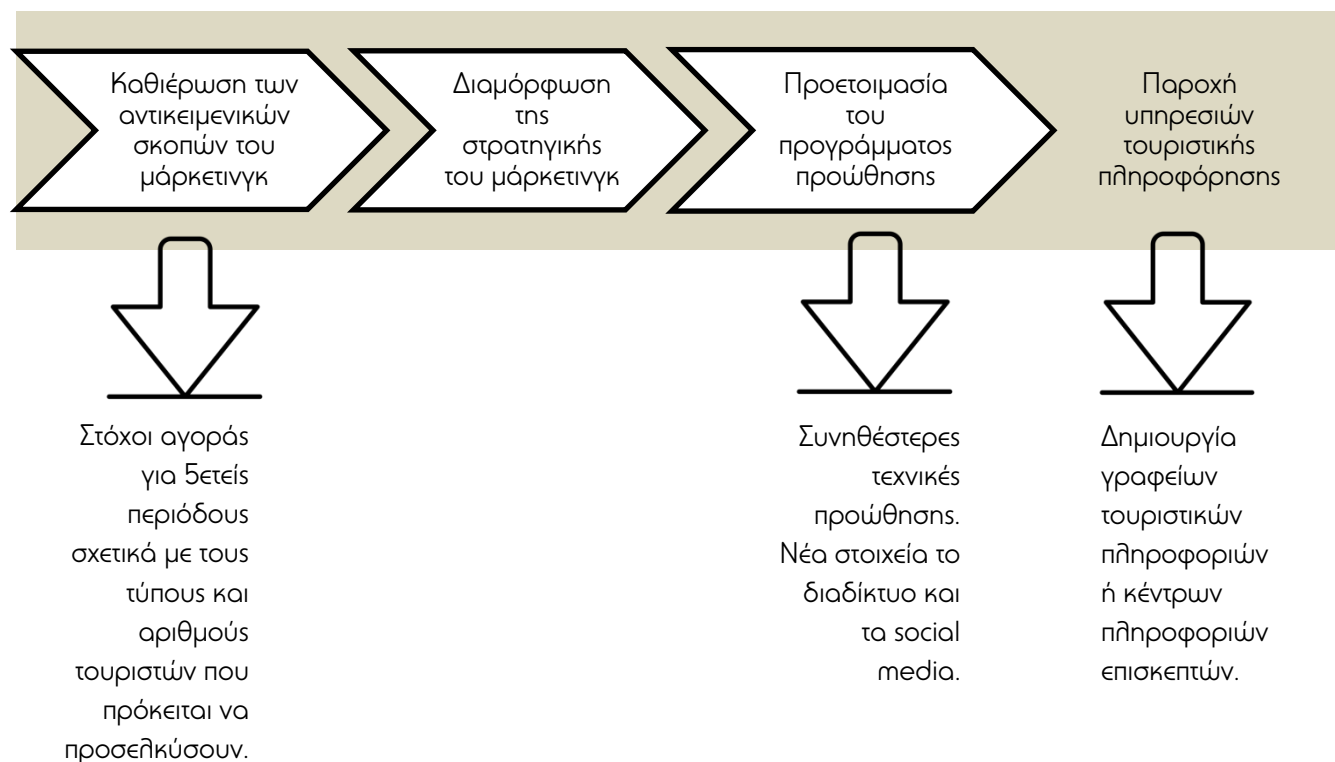 Καθιέρωση των
αντικειμενικών
σκοπών του
μάρκετινγκ
Διαμόρφωση
της
στρατηγικής
του μάρκετινγκ
Προετοιμασία
του
προγράμματος
προώθησης
Παροχή
υπηρεσιών
τουριστικής
πληροφόρησης
Στόχοι αγοράς
για 5ετείς
περιόδους
σχετικά με τους
τύπους και
αριθμούς
τουριστών που
πρόκειται να
προσελκύσουν.
Συνηθέστερες
τεχνικές
προώθησης.
Νέα στοιχεία το
διαδίκτυο και
τα social
media.
Δημιουργία
γραφείων
τουριστικών
πληροφοριών
ή κέντρων
πληροφοριών
επισκεπτών.